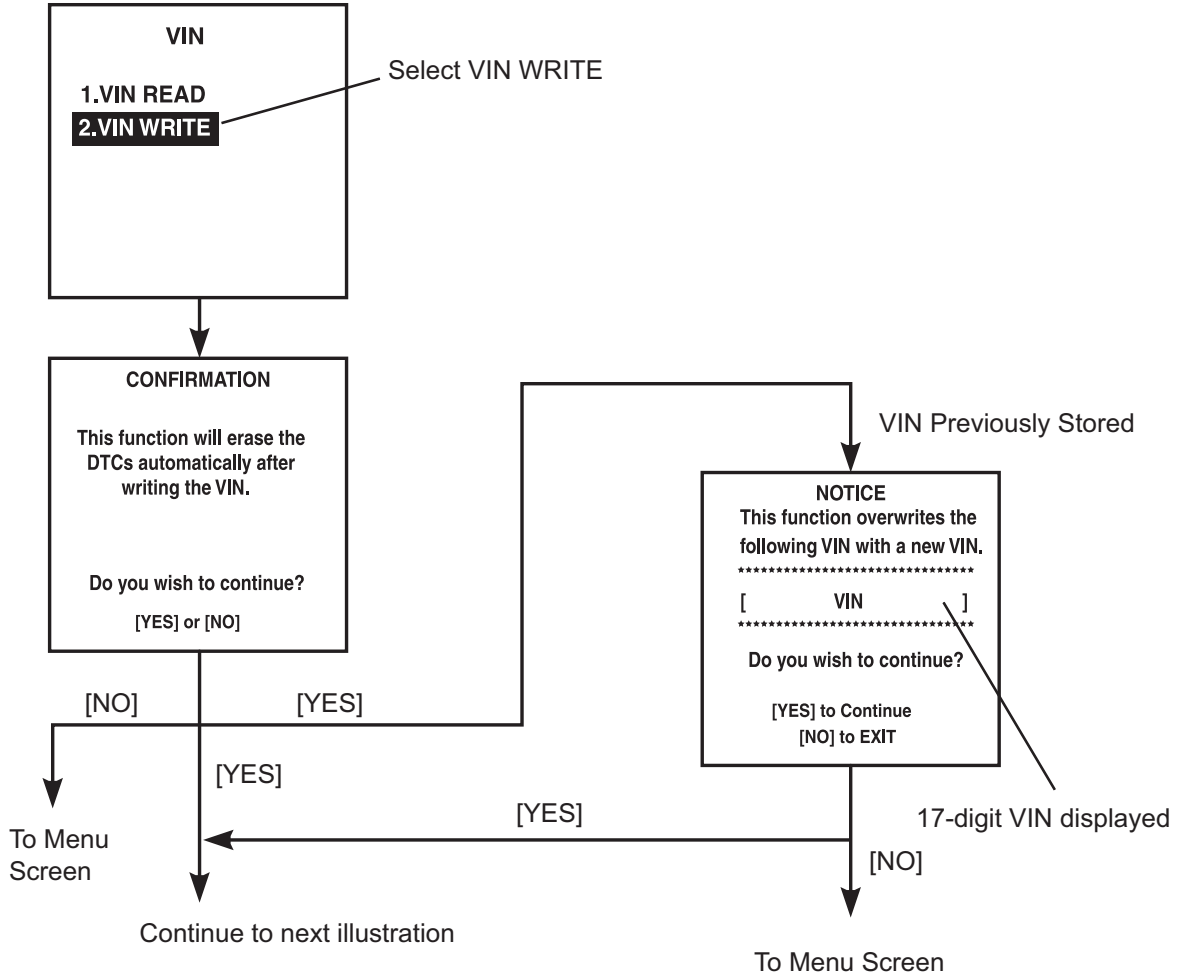 VIN
1.VIN READ
2.VIN WRITE
Select VIN WRITE
CONFIRMATION
This function will erase the
DTCs automatically after
writing the VIN.
Do you wish to continue?
[YES] or [NO]
VIN Previously Stored
NOTICE
This function overwrites the
following VIN with a new VIN.
*******************************
[ VIN ]
*******************************
Do you wish to continue?
[YES] to Continue
[NO] to EXIT
17-digit VIN displayed
[NO]
[YES]
[YES]
[YES]
[NO]
To Menu
Screen
Continue to next illustration
To Menu Screen